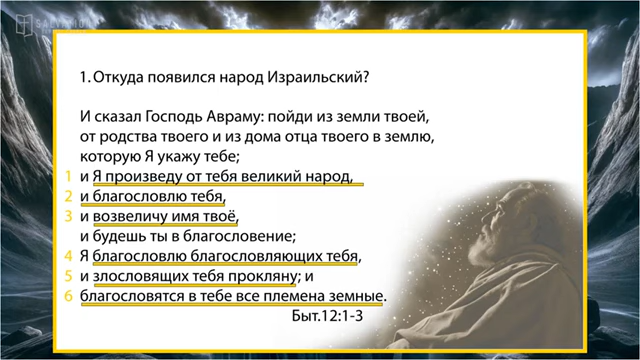 1. Откуда появился народ Израильский?
И сказал Господь Авраму: пойди из земли твоей,
от родства твоего и из дома отца твоего в землю,
которую Я укажу тебе;
1 и Я произведу от тебя великий народ,
2 и благословлю тебя,
3 и возвеличу имя твоё,
и будешь ты в благословение;
4 Я благословлю благословляющих тебя,
5 и злословящих тебя прокляну; и
6 благословятся в тебе все племена земные.
Быт.12:1-3